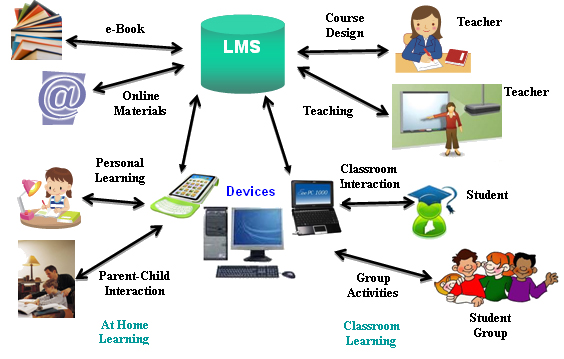 e-Book
LMS
Course
Design
Teacher
Online
Materials
Teaching
Teacher
Personal
Learning
Devices
Classroom
Interaction
Student
Parent-Child
Interaction
Group
Activities
Student
Group
At Home
Learning
Classroom
Learning